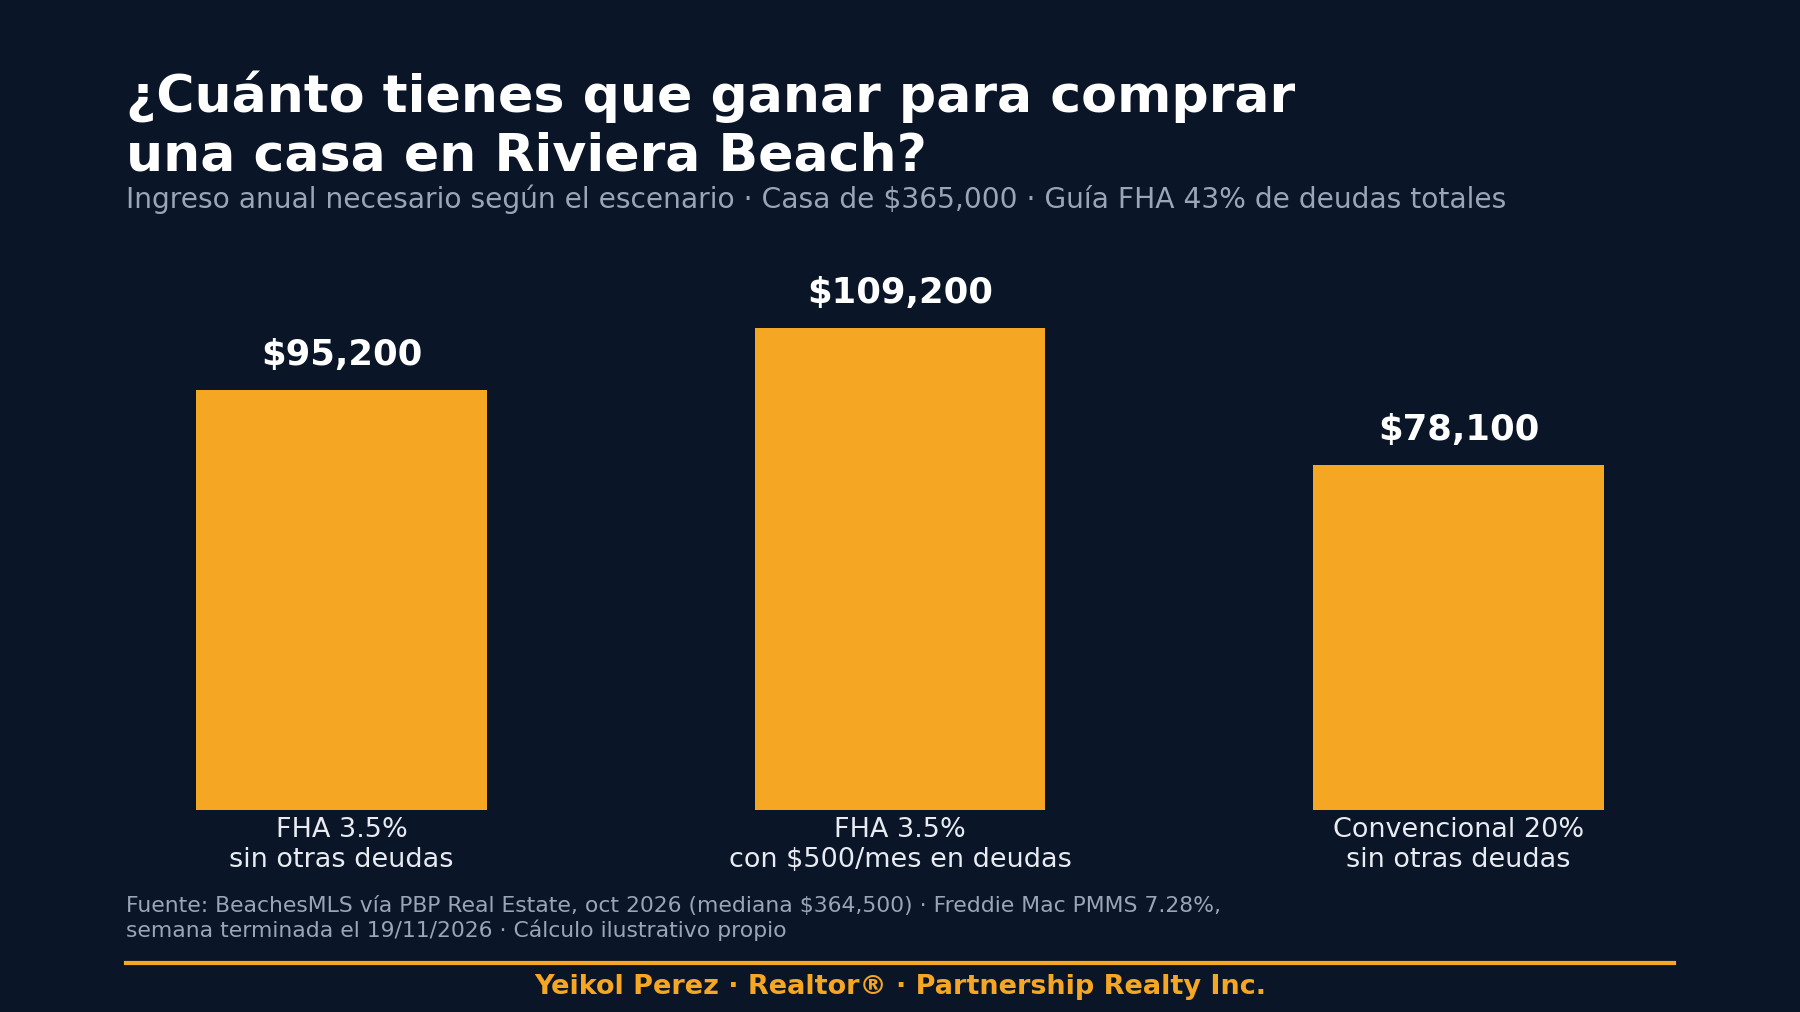 ¿Cuánto tienes que ganar para comprar
una casa en Riviera Beach?
Ingreso anual necesario según el escenario · Casa de $365,000 · Guía FHA 43% de deudas totales
$95,200
$109,200
$78,100
FHA 3.5%
sin otras deudas
FHA 3.5%
con $500/mes en deudas
Convencional 20%
sin otras deudas
Fuente: BeachesMLS vía PBP Real Estate, oct 2026 (mediana $364,500) · Freddie Mac PMMS 7.28%,
semana terminada el 19/11/2026 · Cálculo ilustrativo propio
Yeikol Perez · Realtor® · Partnership Realty Inc.